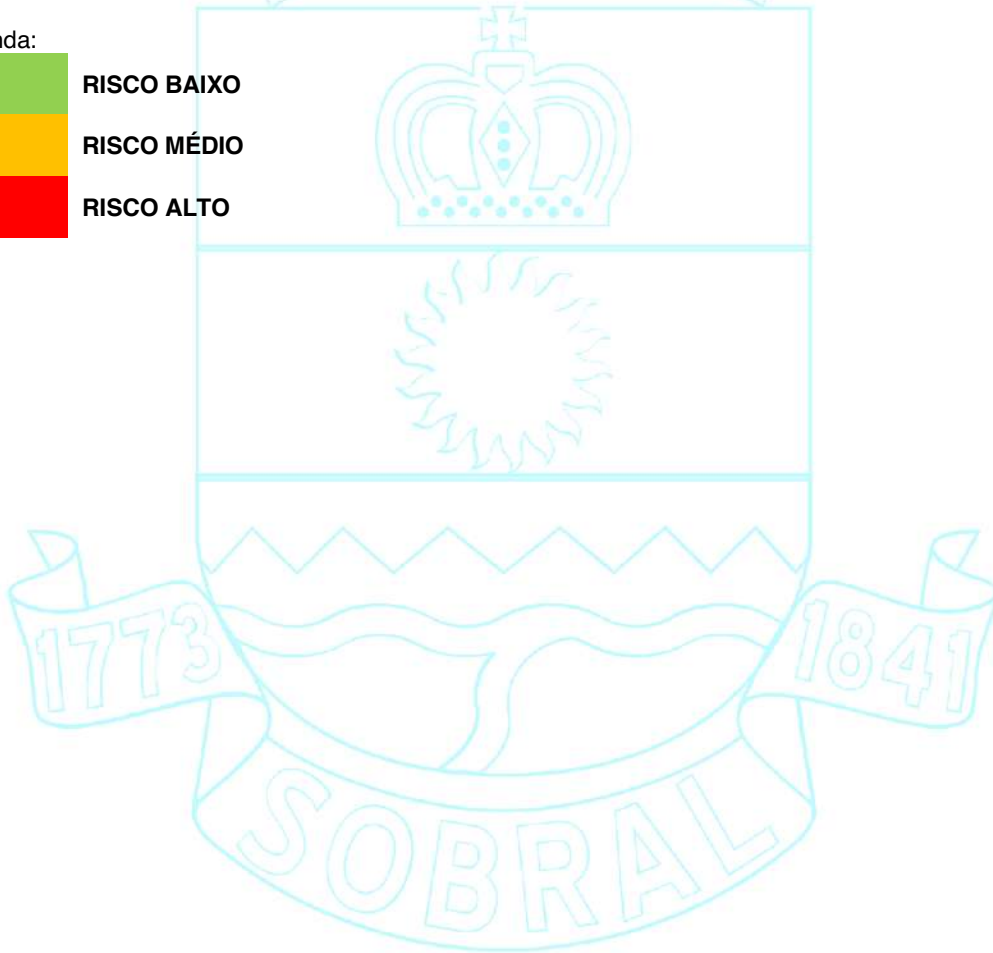 nda:
RISCO BAIXO
RISCO MÉDIO
RISCO ALTO
1773
1841
SOBRAL